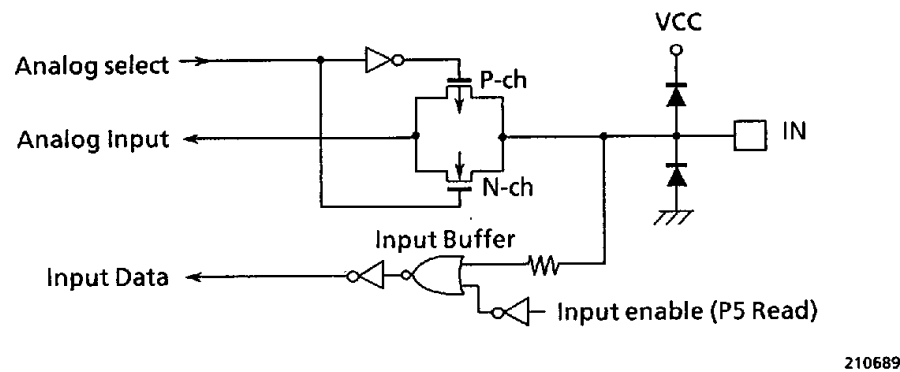 VCC
Analog select
P-ch
Analog Input
IN
N-ch
Input Buffer
Input Data
Input enable (P5 Read)
210689